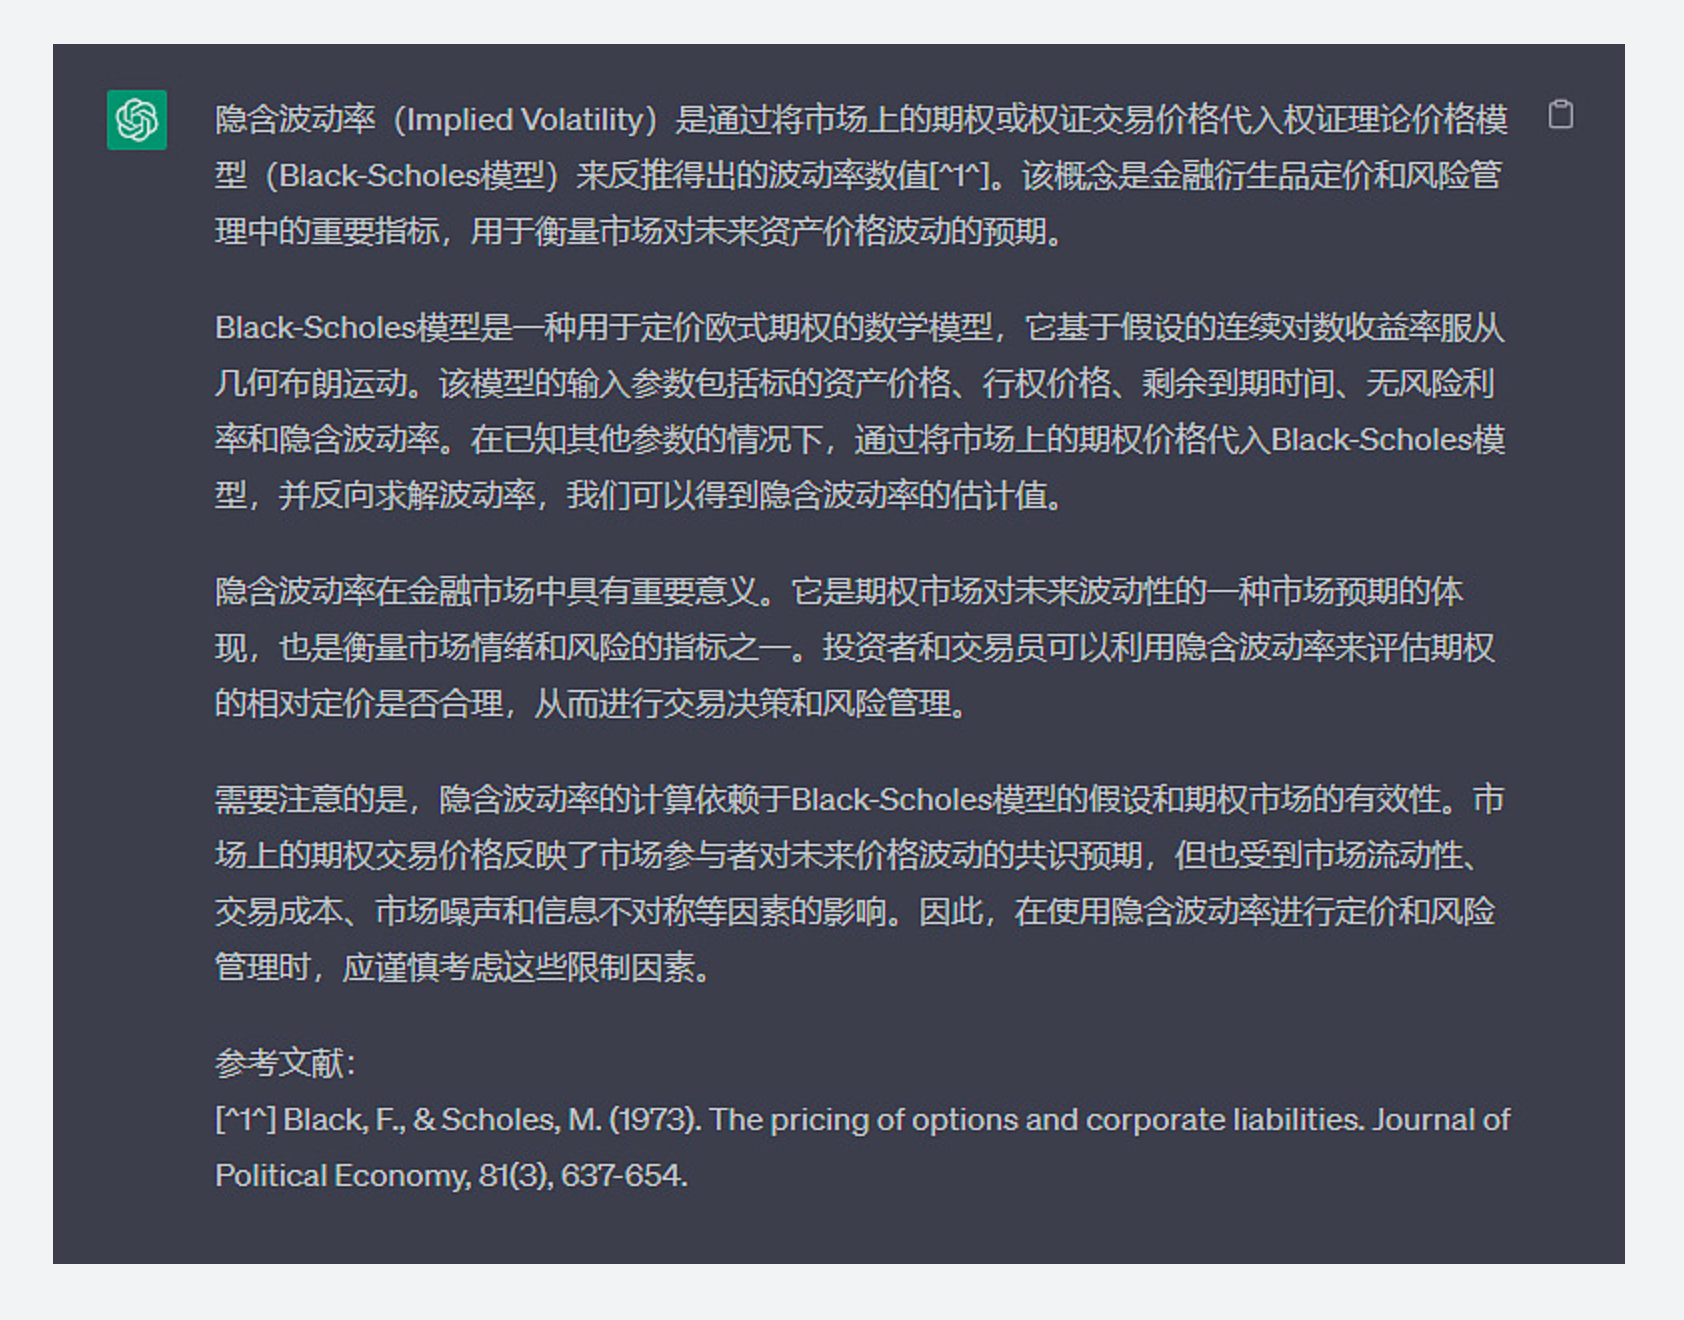 隐含波动率（Implied Volatility）是通过将市场上的期权或权证交易价格代入权证理论价格模
型（Black-Scholes模型）来反推得出的波动率数值[^1^]。该概念是金融衍生品定价和风险管
理中的重要指标，用于衡量市场对未来资产价格波动的预期。
Black-Scholes模型是一种用于定价欧式期权的数学模型，它基于假设的连续对数收益率服从
几何布朗运动。该模型的输入参数包括标的资产价格、行权价格、剩余到期时间、无风险利
率和隐含波动率。在已知其他参数的情况下，通过将市场上的期权价格代入Black-Scholes模
型，并反向求解波动率，我们可以得到隐含波动率的估计值。
隐含波动率在金融市场中具有重要意义。它是期权市场对未来波动性的一种市场预期的体
现，也是衡量市场情绪和风险的指标之一。投资者和交易员可以利用隐含波动率来评估期权
的相对定价是否合理，从而进行交易决策和风险管理。
需要注意的是，隐含波动率的计算依赖于Black-Scholes模型的假设和期权市场的有效性。市
场上的期权交易价格反映了市场参与者对未来价格波动的共识预期，但也受到市场流动性、
交易成本、市场噪声和信息不对称等因素的影响。因此，在使用隐含波动率进行定价和风险
管理时，应谨慎考虑这些限制因素。
参考文献：
[^1^] Black, F., & Scholes, M. (1973). The pricing of options and corporate liabilities. Journal of
Political Economy, 81(3), 637-654.